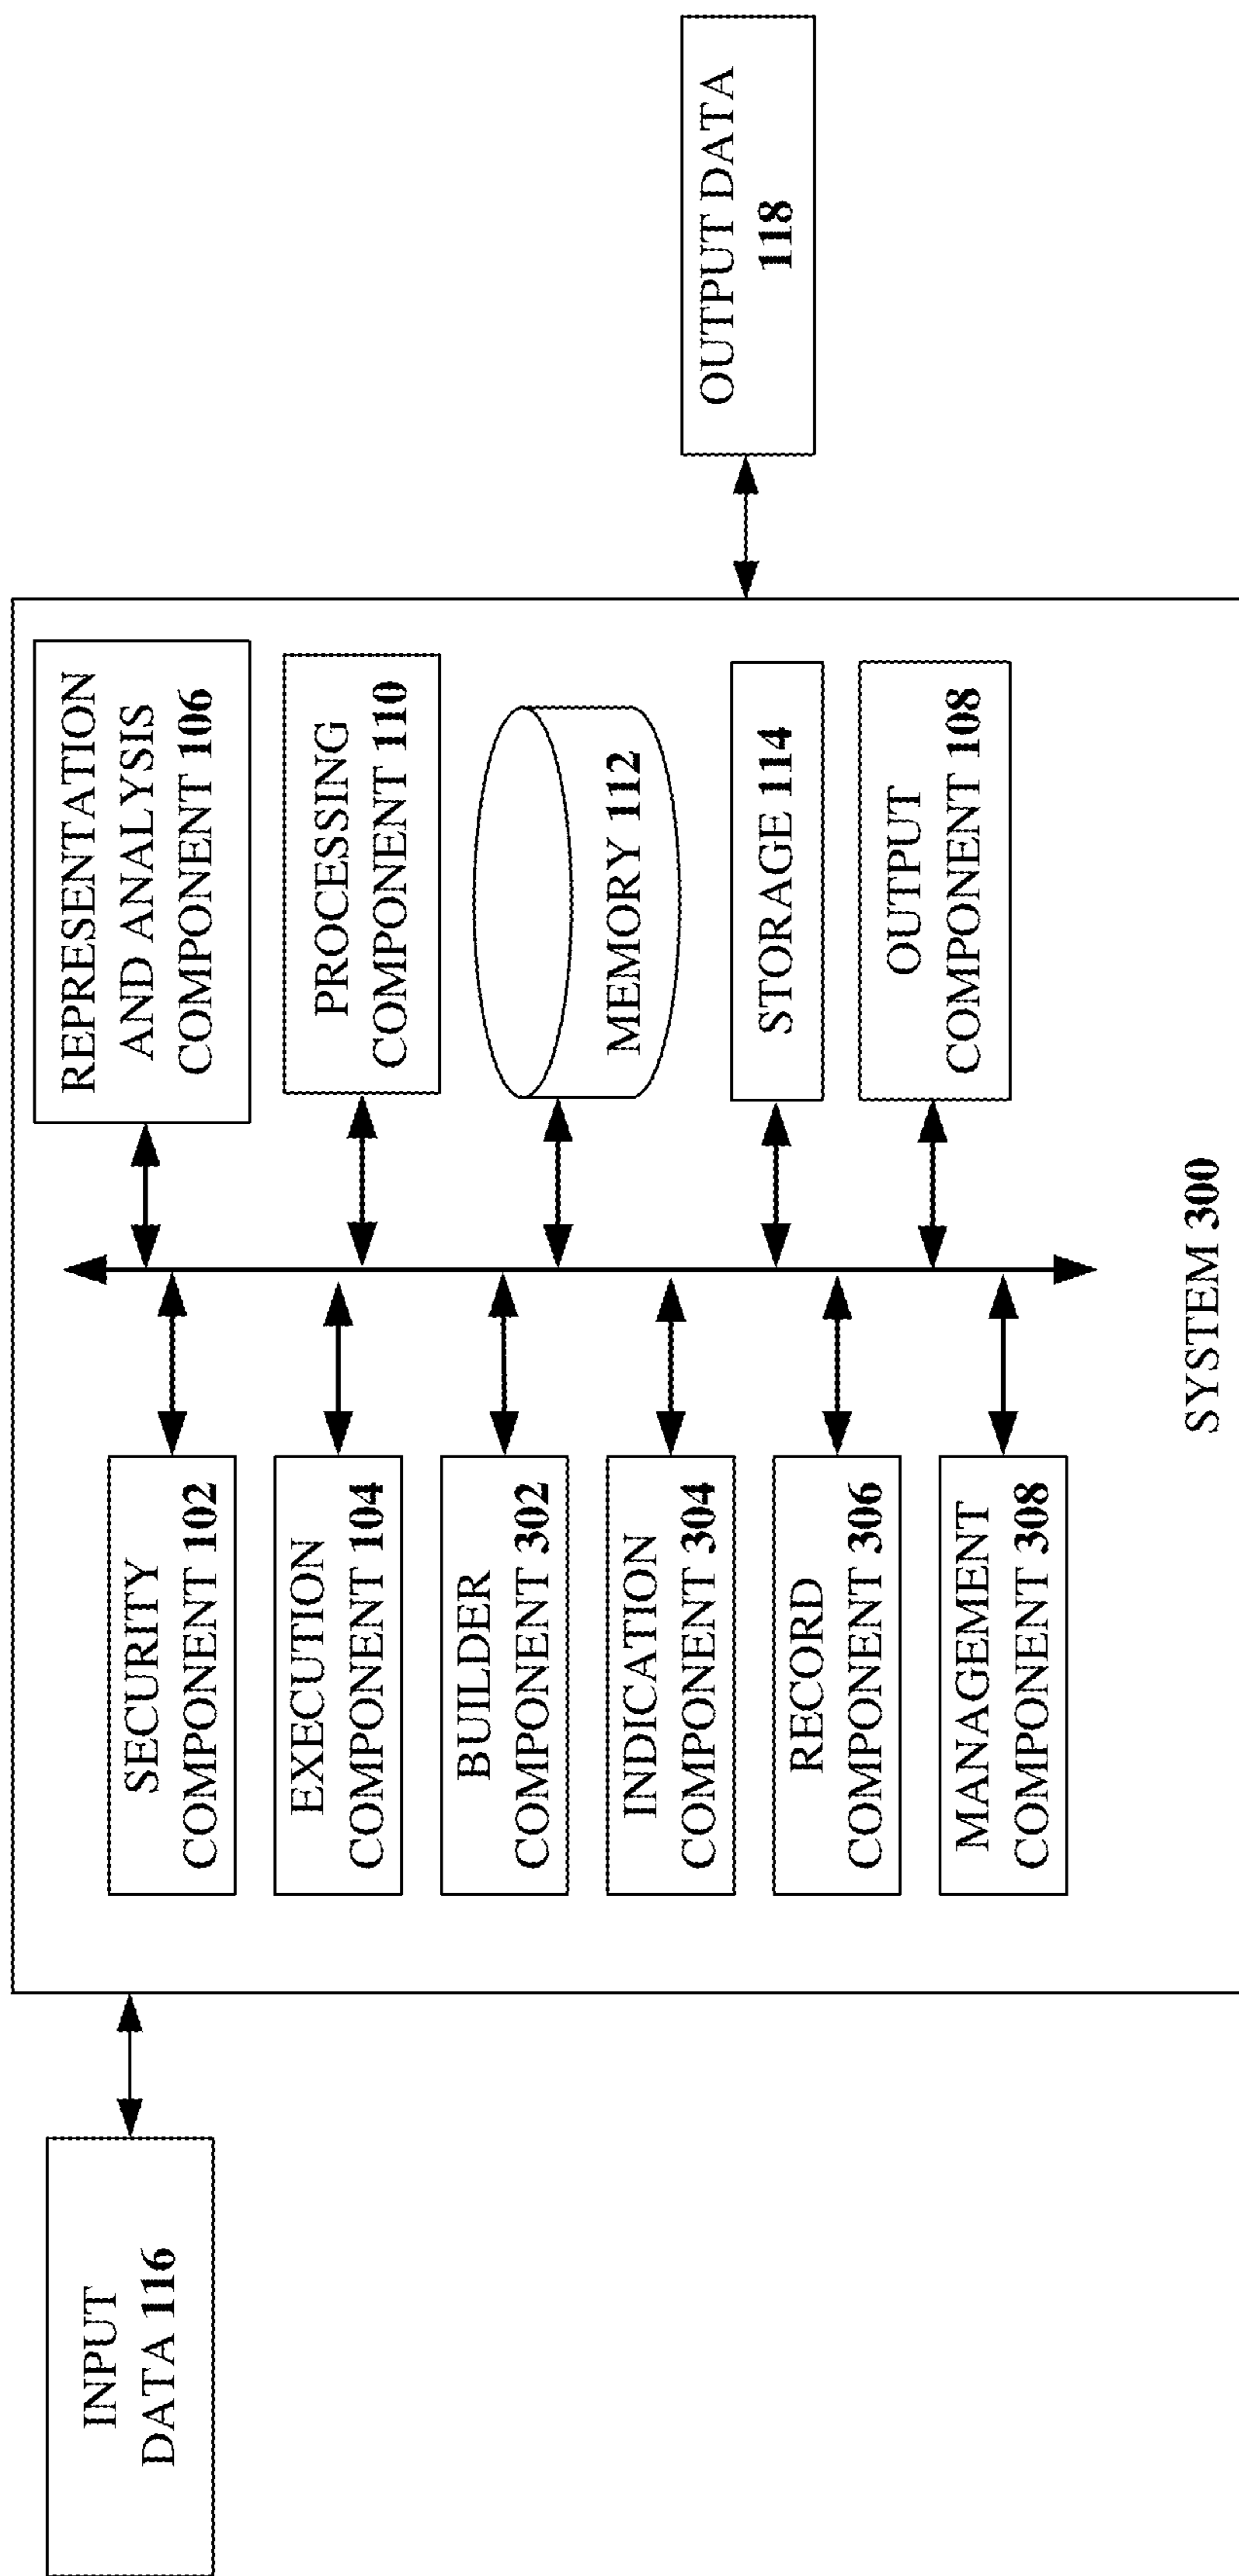 INPUT
DATA 116
SECURITY
COMPONENT 102
EXECUTION
COMPONENT 104
BUILDER
COMPONENT 302
INDICATION
COMPONENT 304
RECORD
COMPONENT 306
MANAGEMENT
COMPONENT 308
REPRESENTATION
AND ANALYSIS
COMPONENT 106
PROCESSING
COMPONENT 110
MEMORY 112
STORAGE 114
OUTPUT
COMPONENT 108
SYSTEM 300
OUTPUT DATA
118